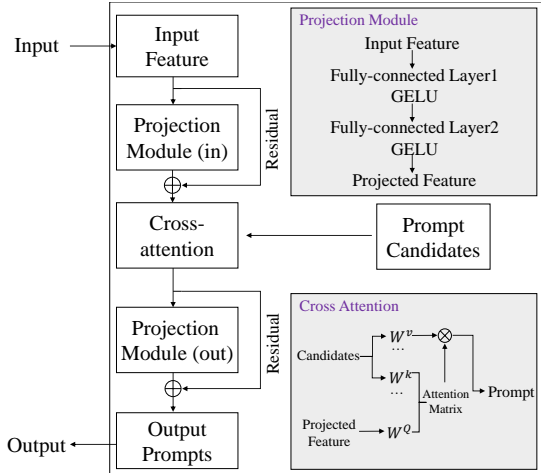 Input
Input
Feature
Projection
Module (in)
Residual
Cross-
attention
Prompt
Candidates
Projection
Module (out)
Residual
Output
Output
Prompts
Projection Module
Input Feature
Fully-connected Layer1
GELU
Fully-connected Layer2
GELU
Projected Feature
Cross Attention
Candidates
W^v
...
W^k
...
Attention
Matrix
Prompt
Projected
Feature
W^Q